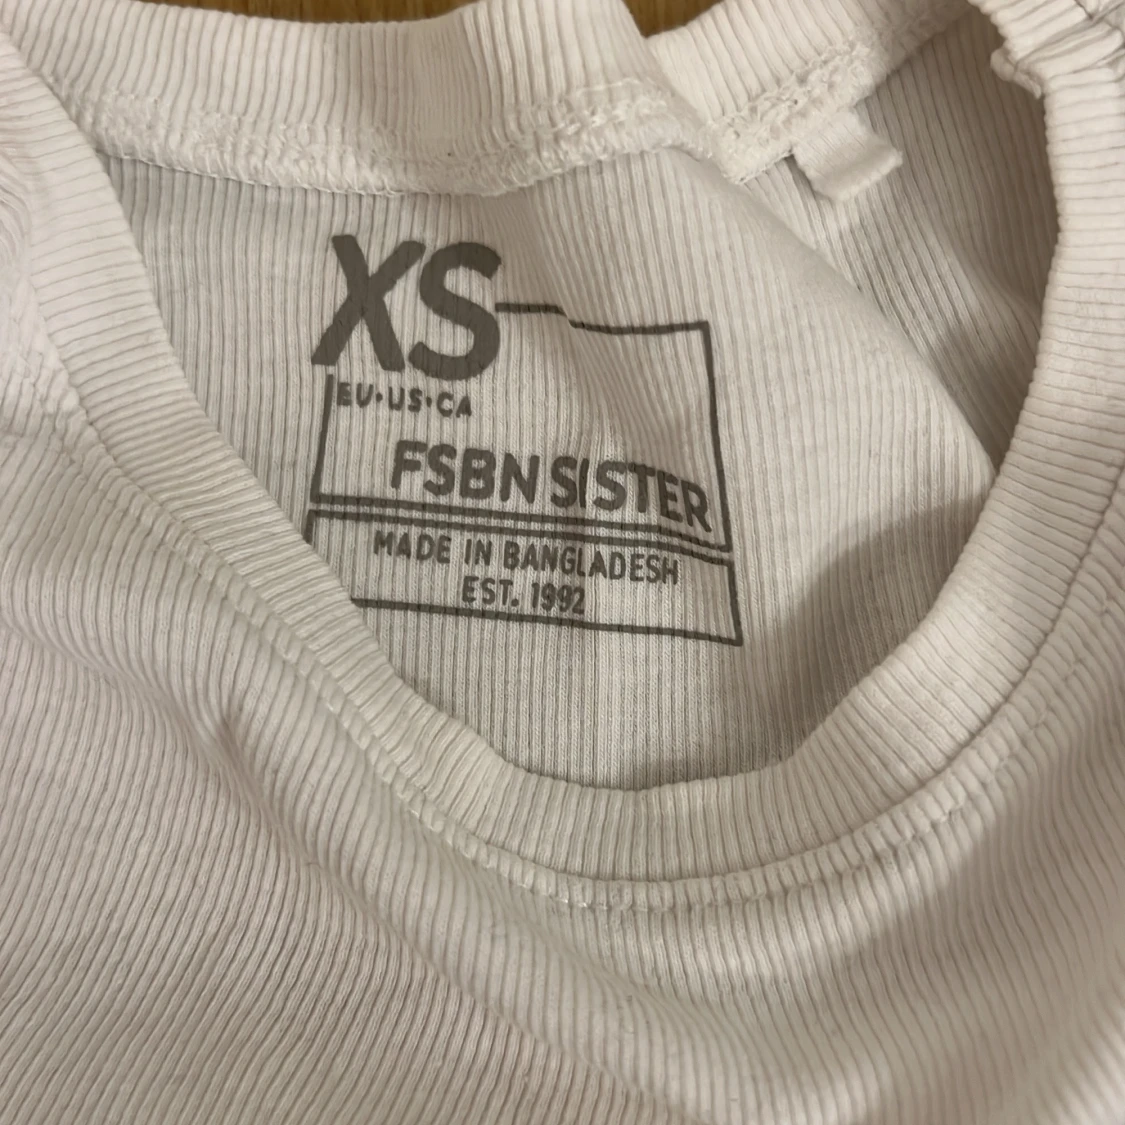 XS
EU·US·CA
FSBN SISTER
MADE IN BANGLADESH
EST. 1992